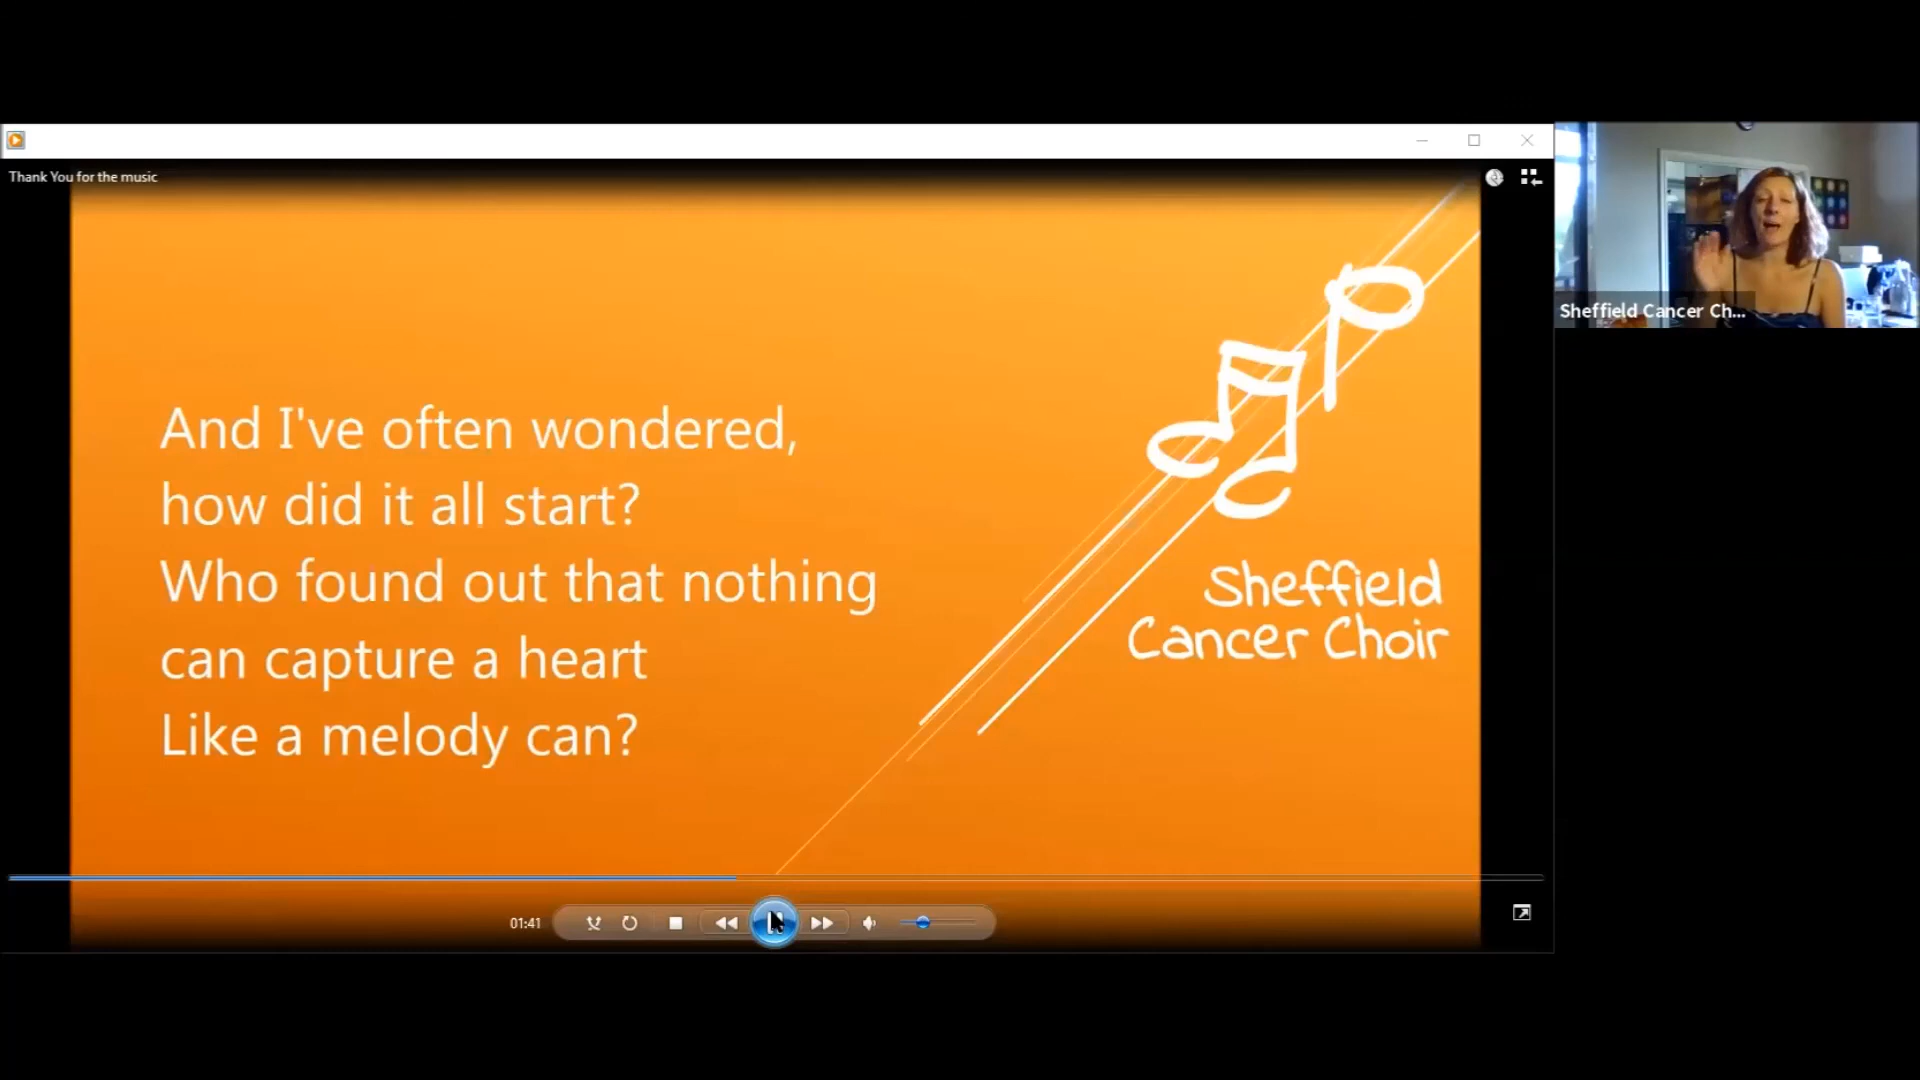 Thank You for the music
And I've often wondered,
how did it all start?
Who found out that nothing
can capture a heart
Like a melody can?
Sheffield
Cancer Choir
01:41
Sheffield Cancer Ch...